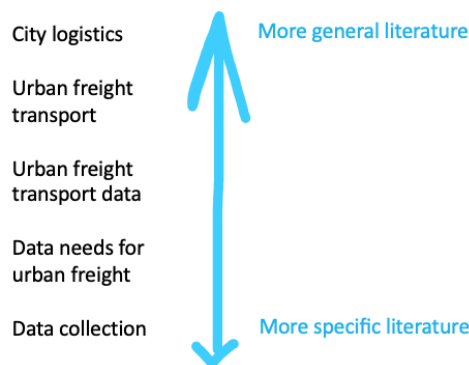 City logistics
More general literature
Urban freight
transport
Urban freight
transport data
Data needs for
urban freight
Data collection
More specific literature